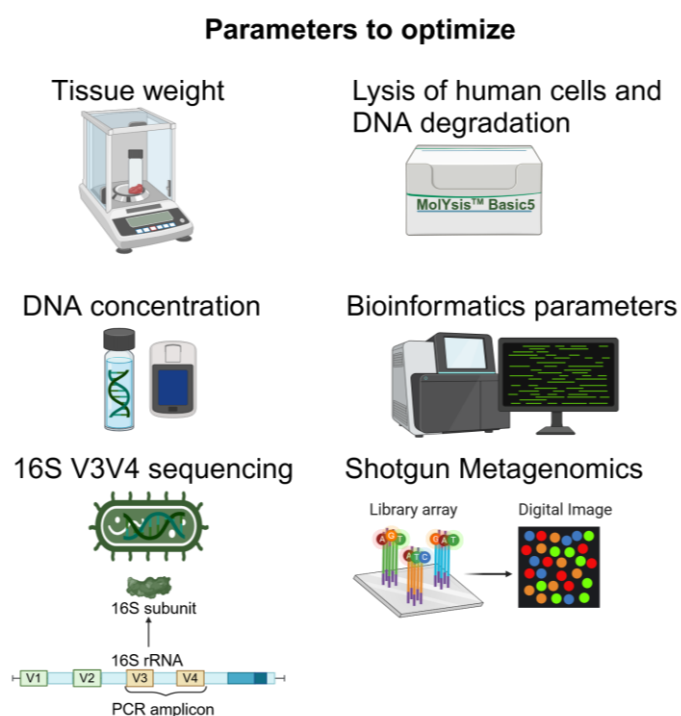 Parameters to optimize
Tissue weight
Lysis of human cells and
DNA degradation
MolYsis™ Basic5
DNA concentration
Bioinformatics parameters
16S V3V4 sequencing
Shotgun Metagenomics
Library array
Digital Image
A G T
A T C
G A T
16S subunit
16S rRNA
V1 V2 V3 V4
PCR amplicon